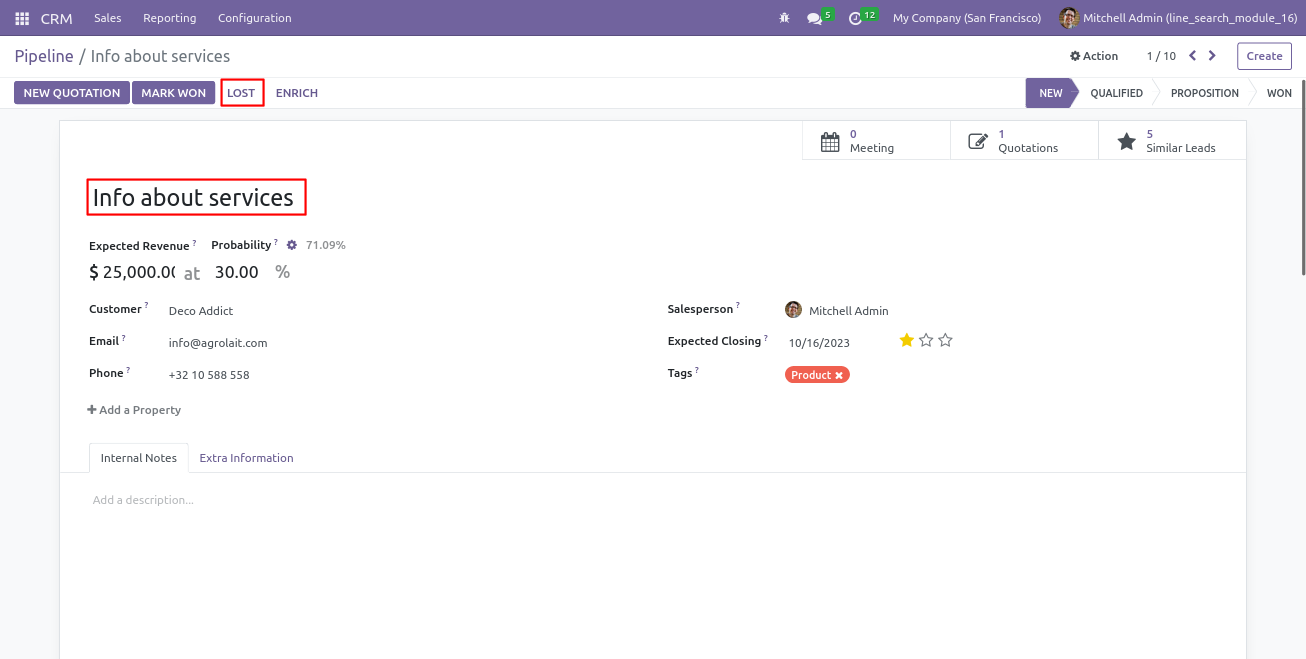 CRM Sales Reporting Configuration 5 12 My Company (San Francisco) Mitchell Admin (line_search_module_16)
Pipeline / Info about services Action 1 / 10 Create
NEW QUOTATION MARK WON LOST ENRICH NEW QUALIFIED PROPOSITION WON
0 Meeting 1 Quotations 5 Similar Leads
Info about services
Expected Revenue ? Probability ? 71.09%
$ 25,000.00 at 30.00 %
Customer ? Deco Addict Salesperson ? Mitchell Admin
Email ? info@agrolait.com Expected Closing ? 10/16/2023
Phone ? +32 10 588 558 Tags ? Product
Add a Property
Internal Notes Extra Information
Add a description...